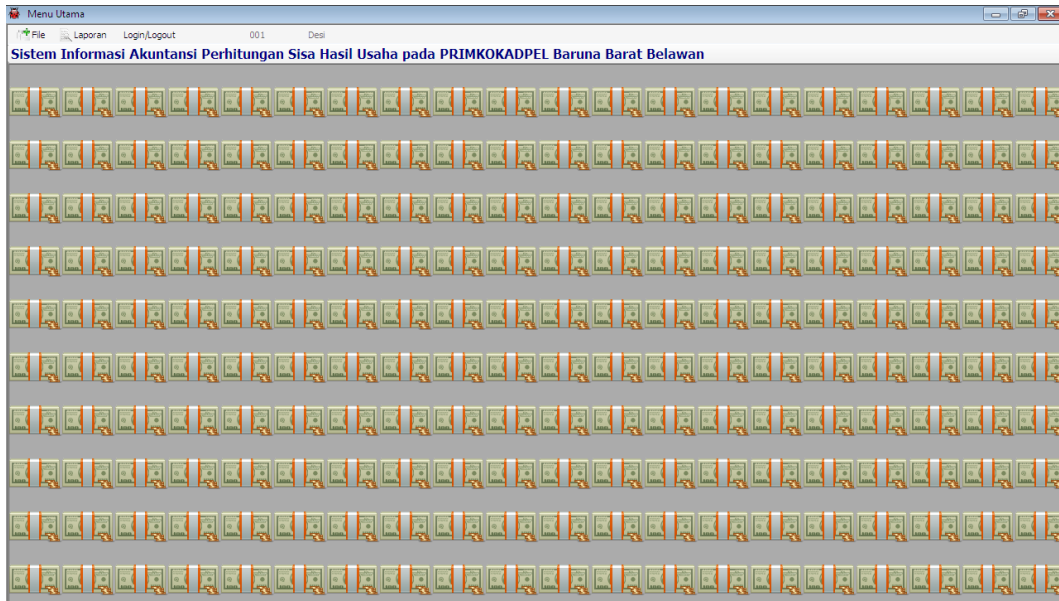 Menu Utama
File Laporan Login/Logout 001 Desi
Sistem Informasi Akuntansi Perhitungan Sisa Hasil Usaha pada PRIMKOKADPEL Baruna Barat Belawan